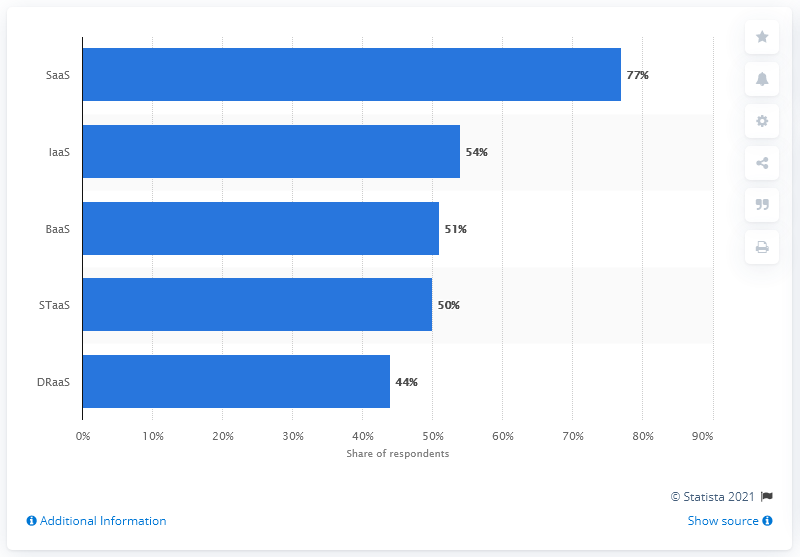 SaaS
77%
IaaS
54%
BaaS
51%
STaaS
50%
DRaaS
44%
0% 10% 20% 30% 40% 50% 60% 70% 80% 90%
Share of respondents
© Statista 2021
Additional Information
Show source